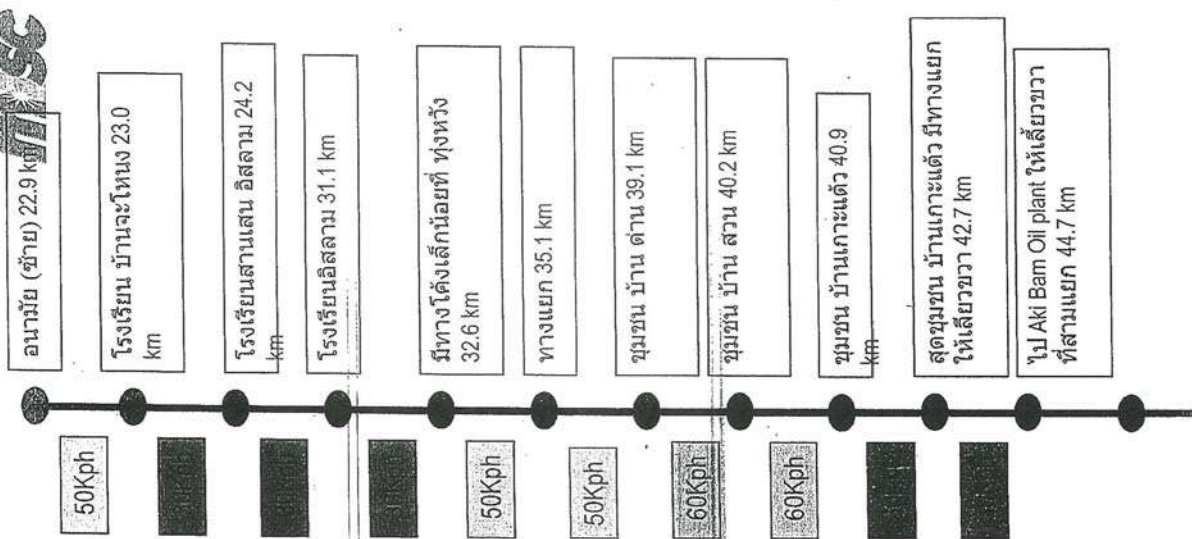 อนามัย (ซ้าย) 22.9 km
โรงเรียน บ้านจะโหนง 23.0
km
โรงเรียนสานเสน อิสลาม 24.2
km
โรงเรียนอิสลาม 31.1 km
มีทางโค้งเล็กน้อยที่ ทุ่งหวัง
32.6 km
ทางแยก 35.1 km
ชุมชน บ้าน ด่าน 39.1 km
ชุมชน บ้าน สวน 40.2 km
ชุมชน บ้านเกาะแต้ว 40.9
km
สุดชุมชน บ้านเกาะแต้ว มีทางแยก
ให้เลี้ยวขวา 42.7 km
ไป Aki Bam Oil plant ให้เลี้ยวขวา
ที่สามแยก 44.7 km
50Kph
50Kph
50Kph
60Kph
60Kph